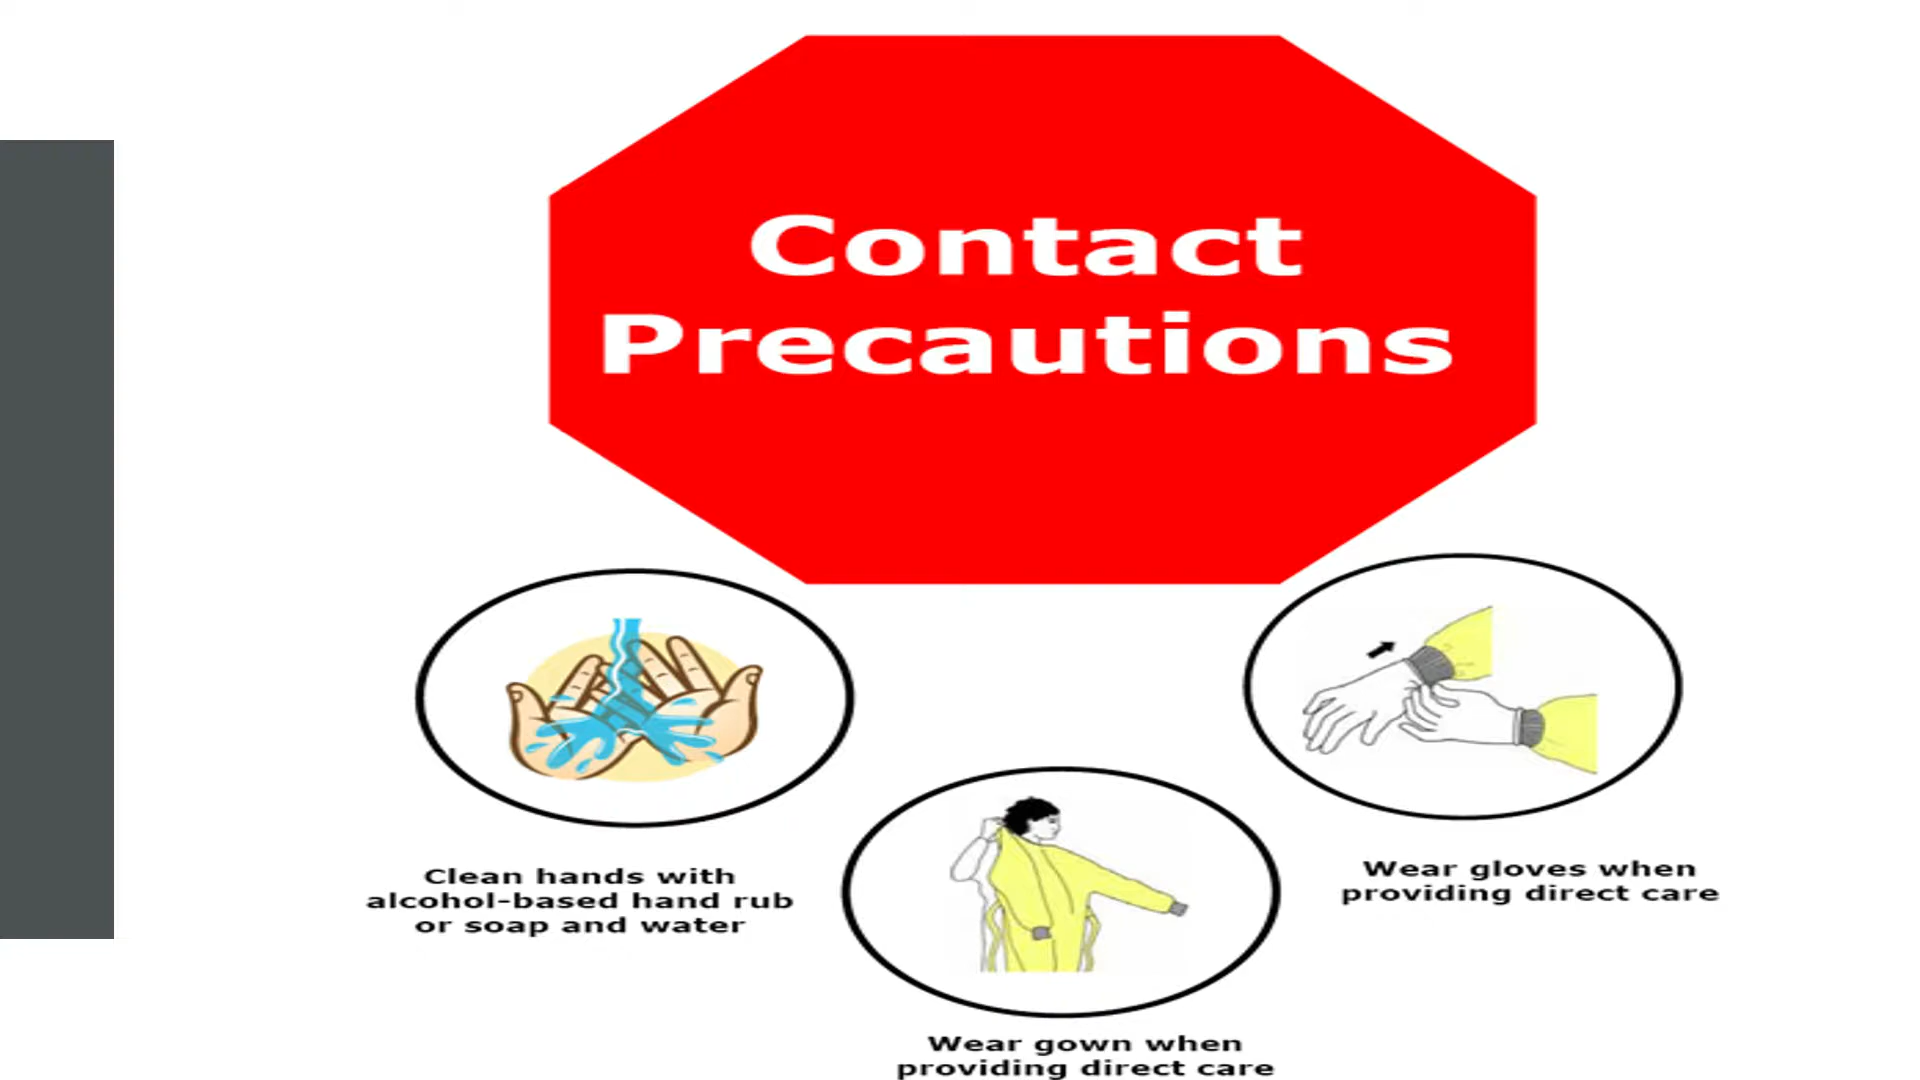 Contact
Precautions
Clean hands with
alcohol-based hand rub
or soap and water
Wear gown when
providing direct care
Wear gloves when
providing direct care